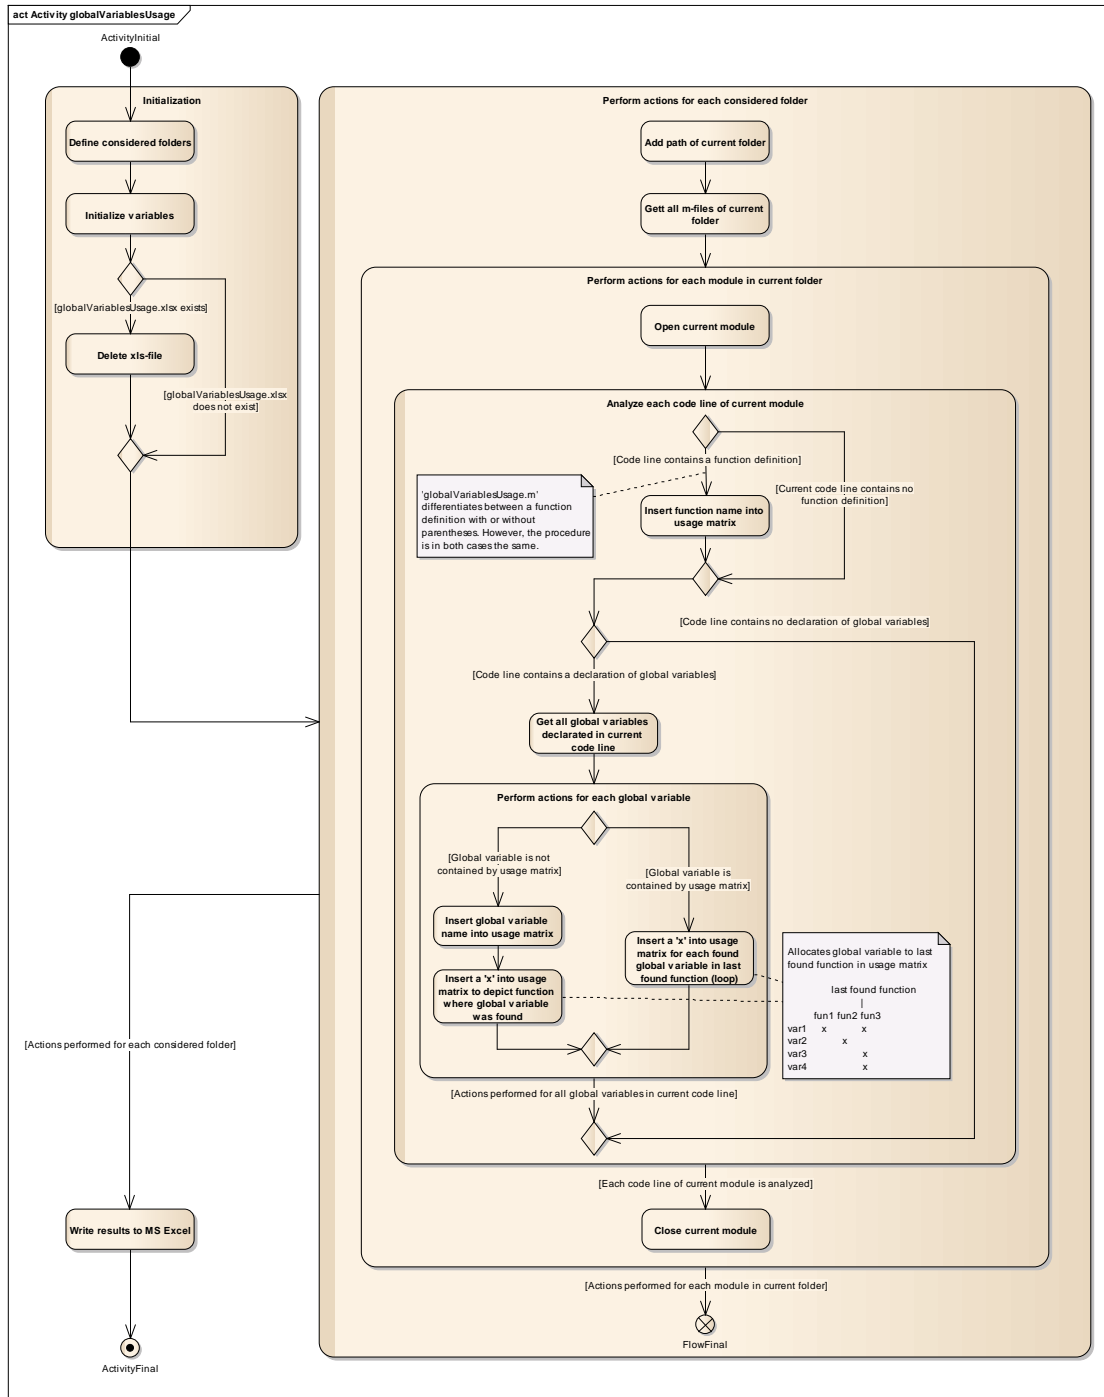 act Activity globalVariablesUsage
ActivityInitial
Initialization
Define considered folders
Initialize variables
[globalVariablesUsage.xlsx exists]
Delete xls-file
[globalVariablesUsage.xlsx
does not exist]
Perform actions for each considered folder
Add path of current folder
Gett all m-files of current
folder
Perform actions for each module in current folder
Open current module
Analyze each code line of current module
[Code line contains a function definition]
[Current code line contains no
function definition]
'globalVariablesUsage.m'
differentiates between a function
definition with or without
parentheses. However, the procedure
is in both cases the same.
Insert function name into
usage matrix
[Code line contains no declaration of global variables]
[Code line contains a declaration of global variables]
Get all global variables
declarated in current
code line
Perform actions for each global variable
[Global variable is not
contained by usage matrix]
[Global variable is
contained by usage matrix]
Insert global variable
name into usage matrix
Insert a 'x' into usage
matrix for each found
global variable in last
found function (loop)
Insert a 'x' into usage
matrix to depict function
where global variable
was found
Allocates global variable to last
found function in usage matrix
last found function
|
fun1 fun2 fun3
var1 x x
var2 x
var3 x
var4 x
[Actions performed for each considered folder]
[Actions performed for all global variables in current code line]
[Each code line of current module is analyzed]
Write results to MS Excel
Close current module
[Actions performed for each module in current folder]
FlowFinal
ActivityFinal